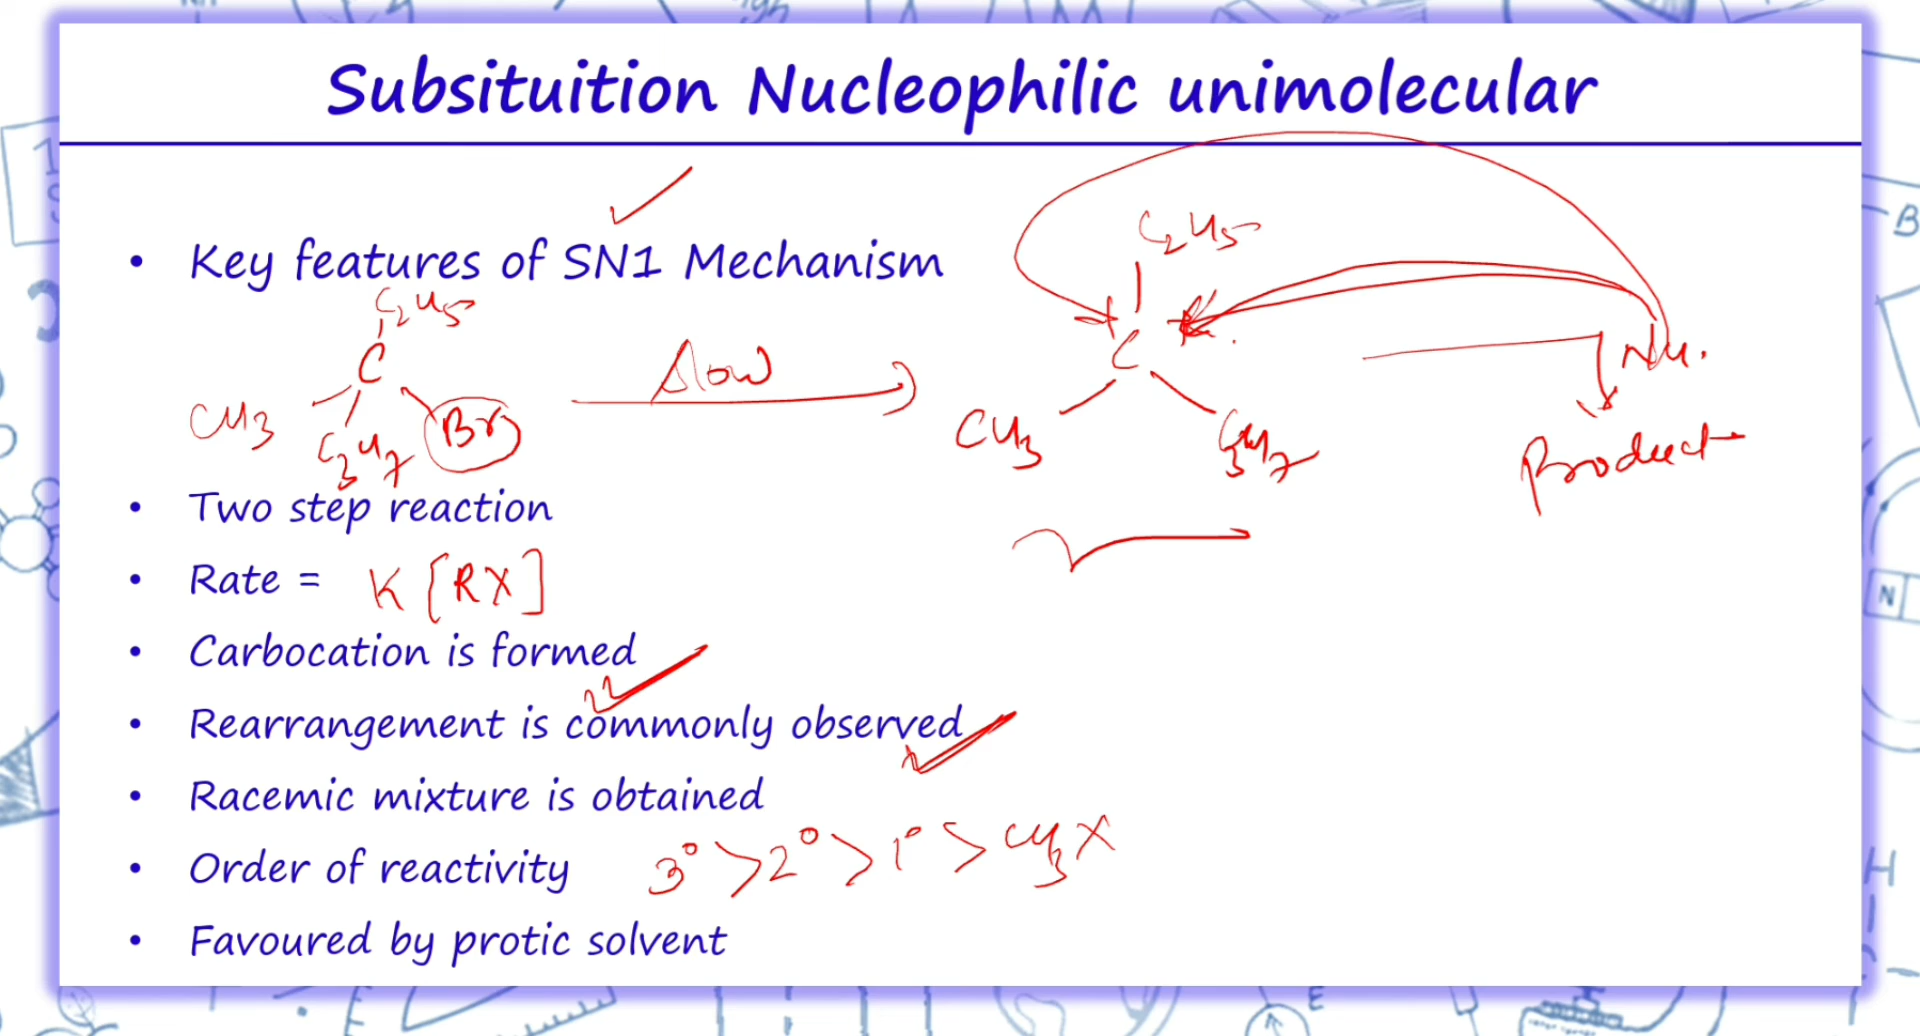 Subsituition Nucleophilic unimolecular
• Key features of SN1 Mechanism
C2H5
C
CH3
C3H7
Br
Slow
C2H5
C
CH3
C3H7
Nu.
Product
• Two step reaction
• Rate = K [RX]
• Carbocation is formed
• Rearrangement is commonly observed
• Racemic mixture is obtained
• Order of reactivity 3° > 2° > 1° > CH3X
• Favoured by protic solvent
B
N
H
E